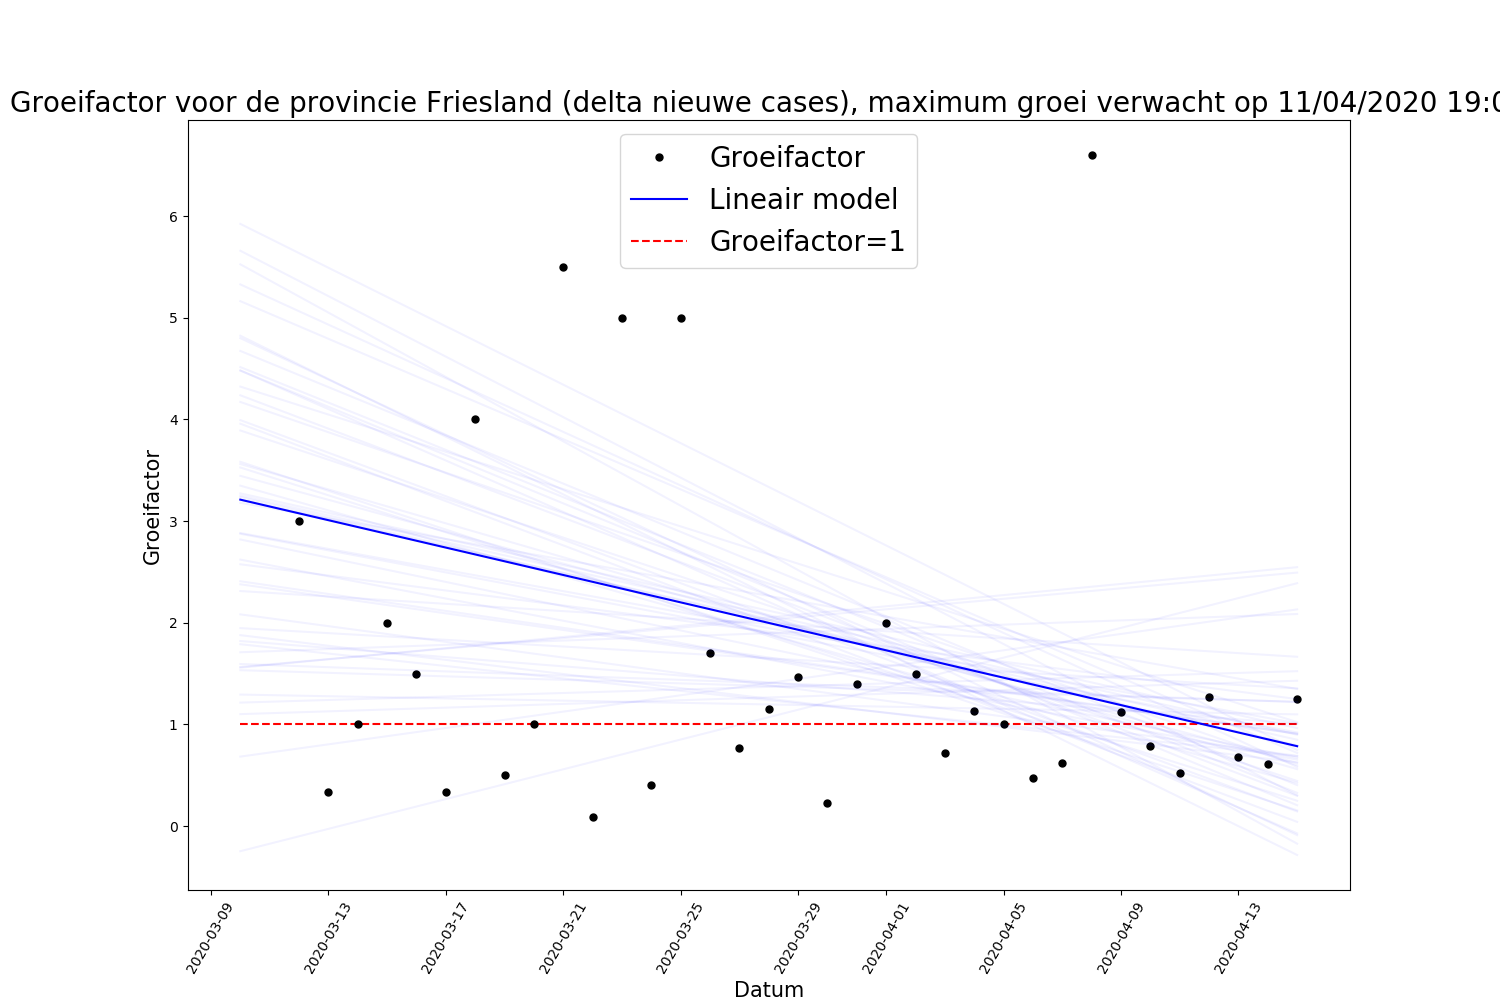 Groeifactor voor de provincie Friesland (delta nieuwe cases), maximum groei verwacht op 11/04/2020 19:0
Groeifactor
Lineair model
Groeifactor=1
Groeifactor
6
5
4
3
2
1
0
2020-03-09
2020-03-13
2020-03-17
2020-03-21
2020-03-25
2020-03-29
2020-04-01
2020-04-05
2020-04-09
2020-04-13
Datum